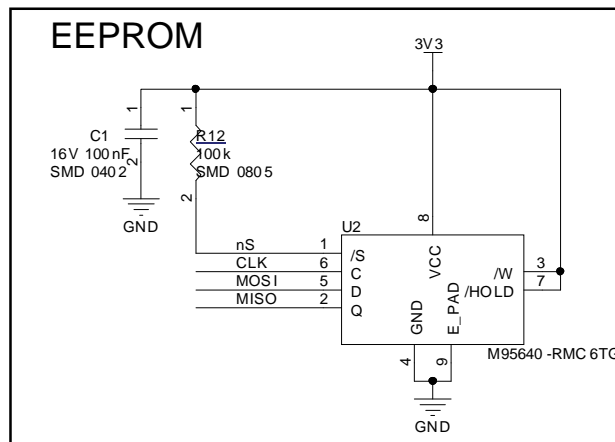 EEPROM
3V3
1
1
C1
R12
16V 100nF
100k
SMD 0402
SMD 0805
2
2
GND
8
U2
nS 1 /S VCC /W 3
CLK 6 C
MOSI 5 D /HOLD 7
MISO 2 Q
GND E_PAD
M95640-RMC6TG
4 9
GND